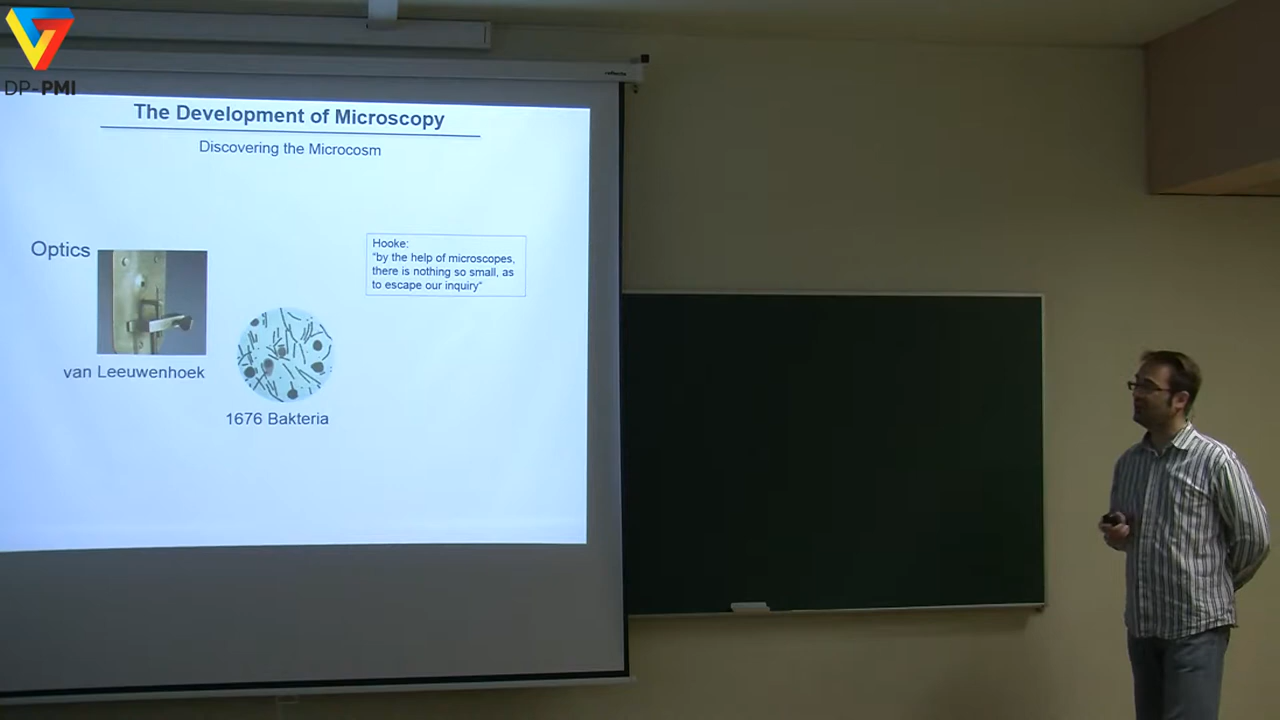 DP-PMI
reflecta
The Development of Microscopy
Discovering the Microcosm
Optics
Hooke:
"by the help of microscopes,
there is nothing so small, as
to escape our inquiry"
van Leeuwenhoek
1676 Bakteria